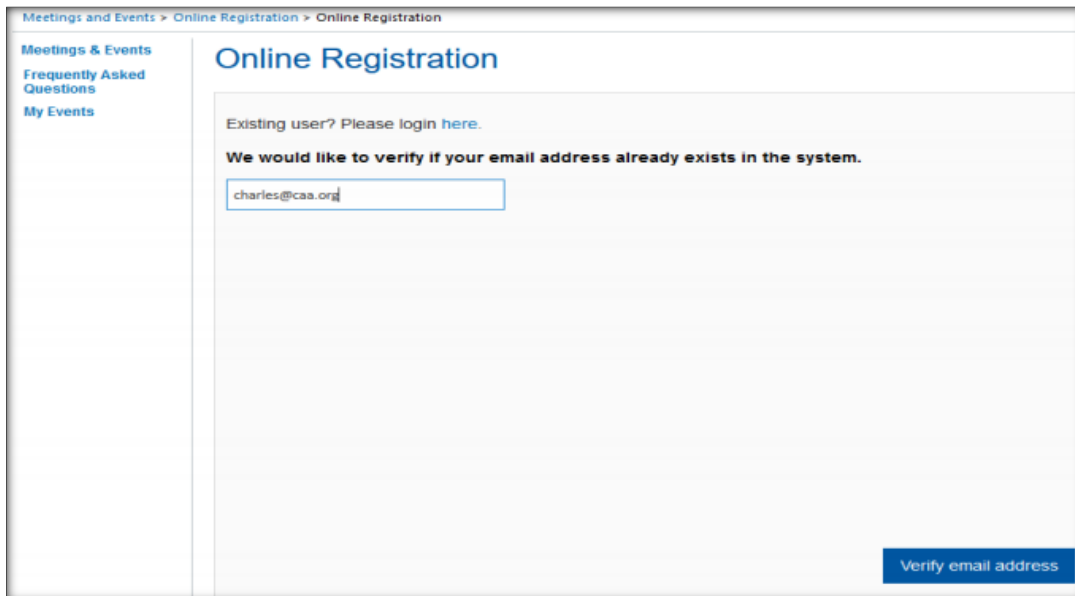 Meetings and Events > Online Registration > Online Registration
Meetings & Events
Frequently Asked
Questions
My Events
Online Registration
Existing user? Please login here.
We would like to verify if your email address already exists in the system.
charles@caa.org
Verify email address